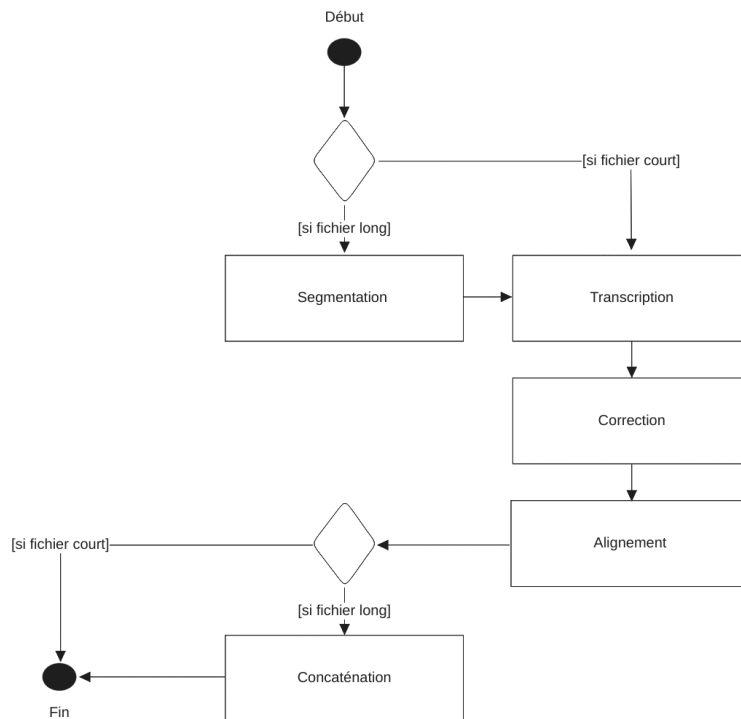 Début
[si fichier court]
[si fichier long]
Segmentation
Transcription
Correction
Alignement
[si fichier court]
[si fichier long]
Concaténation
Fin